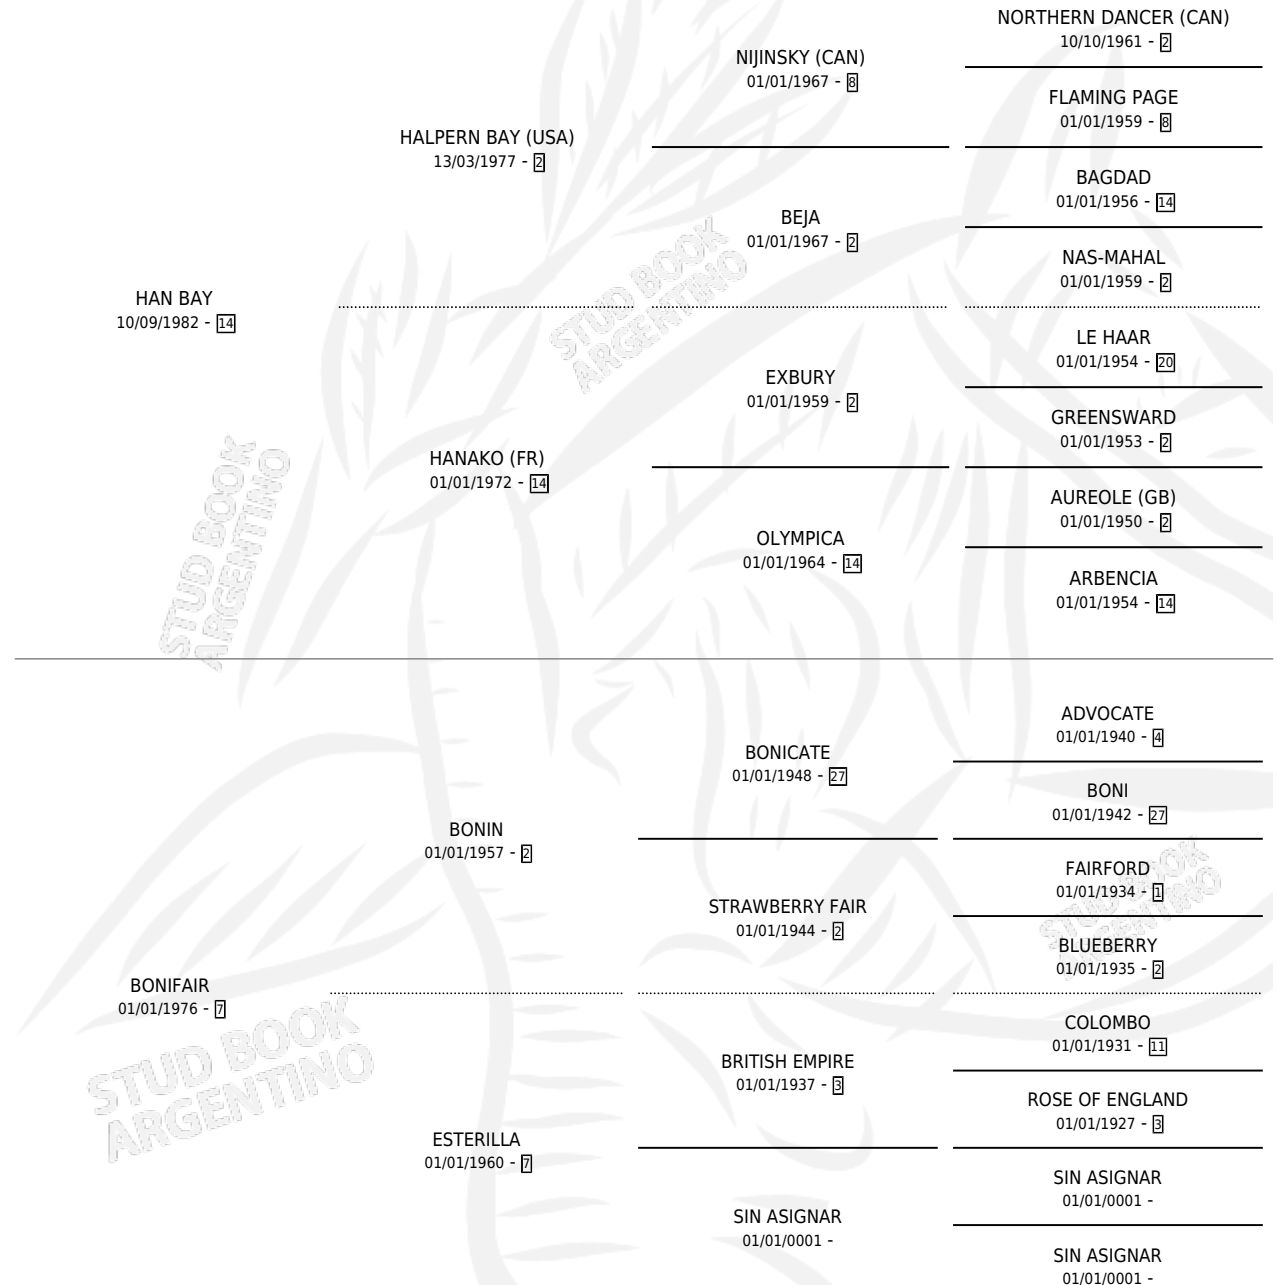 NORTHERN DANCER (CAN)
10/10/1961 - 2
NIJINSKY (CAN)
01/01/1967 - 8
FLAMING PAGE
01/01/1959 - 8
HALPERN BAY (USA)
13/03/1977 - 2
BAGDAD
01/01/1956 - 14
BEJA
01/01/1967 - 2
NAS-MAHAL
01/01/1959 - 2
HAN BAY
10/09/1982 - 14
LE HAAR
01/01/1954 - 20
EXBURY
01/01/1959 - 2
GREENSWARD
01/01/1953 - 2
HANAKO (FR)
01/01/1972 - 14
AUREOLE (GB)
01/01/1950 - 2
OLYMPICA
01/01/1964 - 14
ARBENCIA
01/01/1954 - 14
ADVOCATE
01/01/1940 - 4
BONICATE
01/01/1948 - 27
BONI
01/01/1942 - 27
BONIN
01/01/1957 - 2
FAIRFORD
01/01/1934 - 1
STRAWBERRY FAIR
01/01/1944 - 2
BLUEBERRY
01/01/1935 - 2
BONIFAIR
01/01/1976 - 7
COLOMBO
01/01/1931 - 11
BRITISH EMPIRE
01/01/1937 - 3
ROSE OF ENGLAND
01/01/1927 - 3
ESTERILLA
01/01/1960 - 7
SIN ASIGNAR
01/01/0001 -
SIN ASIGNAR
01/01/0001 -
SIN ASIGNAR
01/01/0001 -
STUD BOOK
ARGENTINO
STUD BOOK
ARGENTINO
STUD BOOK
ARGENTINO
STUD BOOK
ARGENTINO